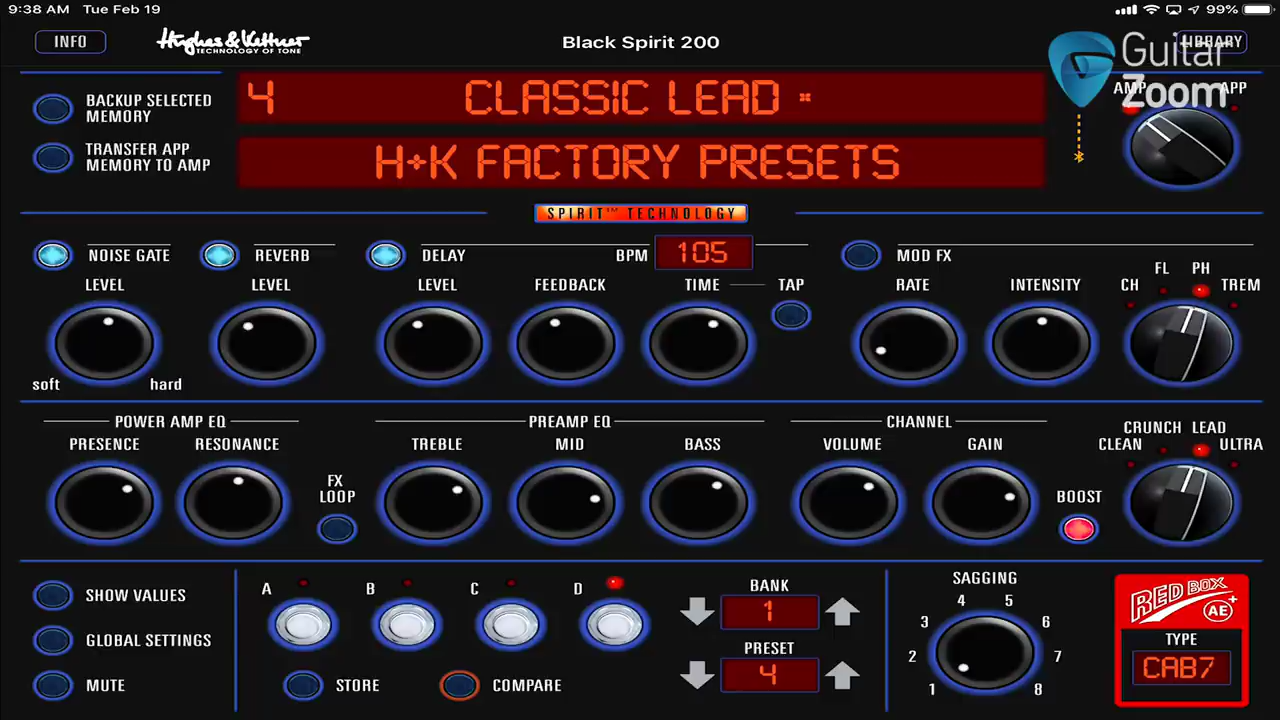 9:38 AM Tue Feb 19
99%
INFO
Hughes & Kettner
TECHNOLOGY OF TONE
Black Spirit 200
LIBRARY
Guitar
Zoom
BACKUP SELECTED
MEMORY
4 CLASSIC LEAD
AMP APP
TRANSFER APP
MEMORY TO AMP
H+K FACTORY PRESETS
SPIRIT™ TECHNOLOGY
NOISE GATE REVERB DELAY BPM 105 MOD FX
LEVEL LEVEL LEVEL FEEDBACK TIME TAP RATE INTENSITY CH FL PH TREM
soft hard
POWER AMP EQ PREAMP EQ CHANNEL
PRESENCE RESONANCE TREBLE MID BASS VOLUME GAIN
CLEAN CRUNCH LEAD ULTRA
FX
LOOP
BOOST
SHOW VALUES
GLOBAL SETTINGS
MUTE
A B C D
STORE COMPARE
BANK
1
PRESET
4
SAGGING
1 2 3 4 5 6 7 8
RED BOX
AE+
TYPE
CAB7